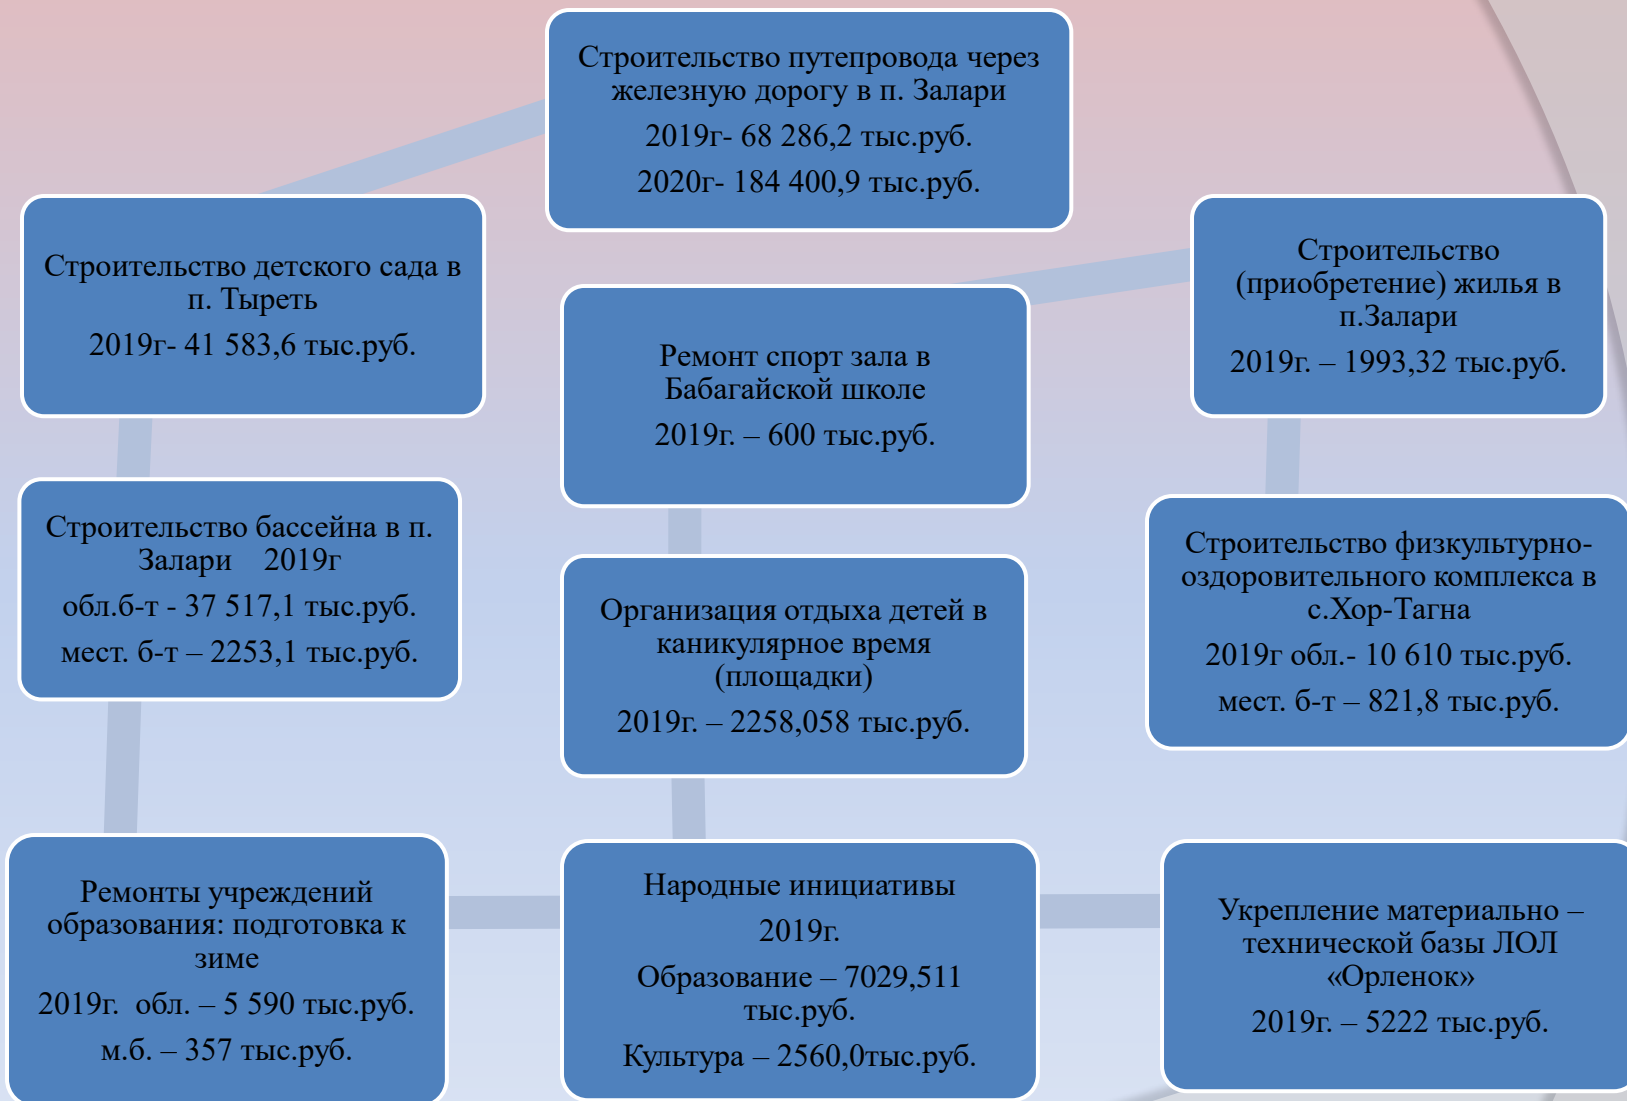 Строительство путепровода через
железную дорогу в п. Залари
2019г- 68 286,2 тыс.руб.
2020г- 184 400,9 тыс.руб.
Строительство детского сада в
п. Тыреть
2019г- 41 583,6 тыс.руб.
Ремонт спорт зала в
Бабагайской школе
2019г. – 600 тыс.руб.
Строительство
(приобретение) жилья в
п.Залари
2019г. – 1993,32 тыс.руб.
Строительство бассейна в п.
Залари 2019г
обл.б-т - 37 517,1 тыс.руб.
мест. б-т – 2253,1 тыс.руб.
Организация отдыха детей в
каникулярное время
(площадки)
2019г. – 2258,058 тыс.руб.
Строительство физкультурно-
оздоровительного комплекса в
с.Хор-Тагна
2019г обл.- 10 610 тыс.руб.
мест. б-т – 821,8 тыс.руб.
Ремонты учреждений
образования: подготовка к
зиме
2019г. обл. – 5 590 тыс.руб.
м.б. – 357 тыс.руб.
Народные инициативы
2019г.
Образование – 7029,511
тыс.руб.
Культура – 2560,0тыс.руб.
Укрепление материально –
технической базы ЛОЛ
«Орленок»
2019г. – 5222 тыс.руб.